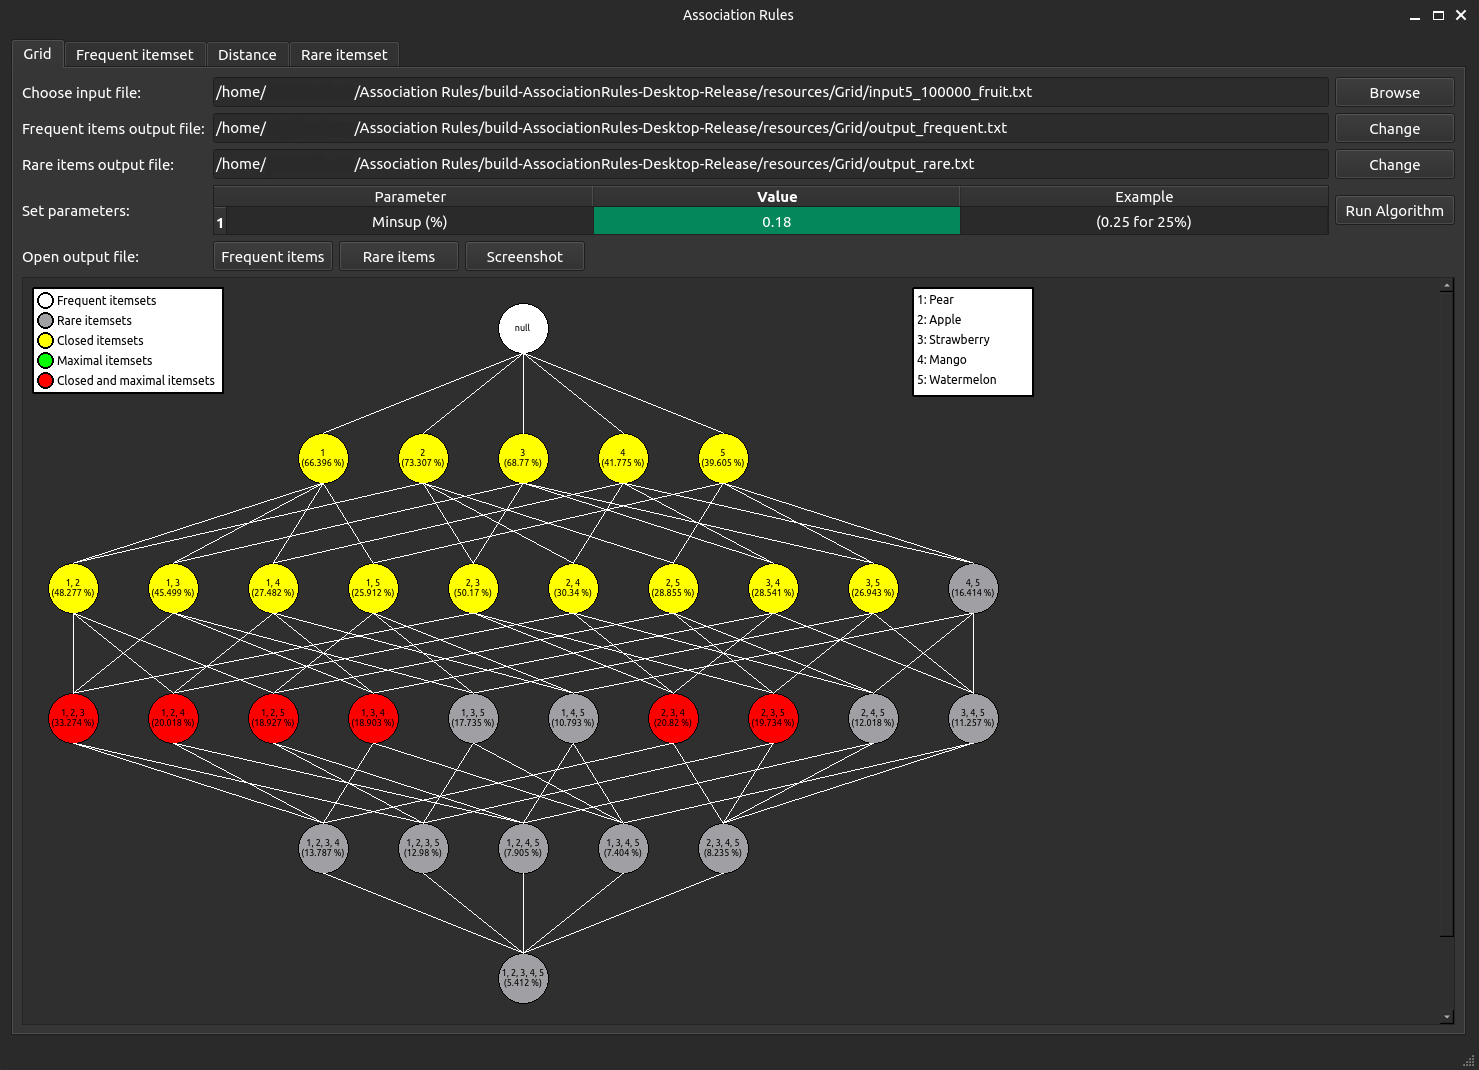 Association Rules
Grid Frequent itemset Distance Rare itemset
Choose input file: /home/ /Association Rules/build-AssociationRules-Desktop-Release/resources/Grid/input5_100000_fruit.txt Browse
Frequent items output file: /home/ /Association Rules/build-AssociationRules-Desktop-Release/resources/Grid/output_frequent.txt Change
Rare items output file: /home/ /Association Rules/build-AssociationRules-Desktop-Release/resources/Grid/output_rare.txt Change
Set parameters: Parameter Value Example
1 Minsup (%) 0.18 (0.25 for 25%) Run Algorithm
Open output file: Frequent items Rare items Screenshot
Frequent itemsets
Rare itemsets
Closed itemsets
Maximal itemsets
Closed and maximal itemsets
1: Pear
2: Apple
3: Strawberry
4: Mango
5: Watermelon
null
1 2 3 4 5
(66.396 %) (73.307 %) (68.77 %) (41.775 %) (39.605 %)
1, 2 1, 3 1, 4 1, 5 2, 3 2, 4 2, 5 3, 4 3, 5 4, 5
(48.277 %) (45.499 %) (27.482 %) (25.912 %) (50.17 %) (30.34 %) (28.855 %) (28.541 %) (26.943 %) (16.414 %)
1, 2, 3 1, 2, 4 1, 2, 5 1, 3, 4 1, 3, 5 1, 4, 5 2, 3, 4 2, 3, 5 2, 4, 5 3, 4, 5
(33.274 %) (20.018 %) (18.927 %) (18.903 %) (17.735 %) (10.793 %) (20.82 %) (19.734 %) (12.018 %) (11.257 %)
1, 2, 3, 4 1, 2, 3, 5 1, 2, 4, 5 1, 3, 4, 5 2, 3, 4, 5
(13.787 %) (12.98 %) (7.905 %) (7.404 %) (8.235 %)
1, 2, 3, 4, 5
(5.412 %)